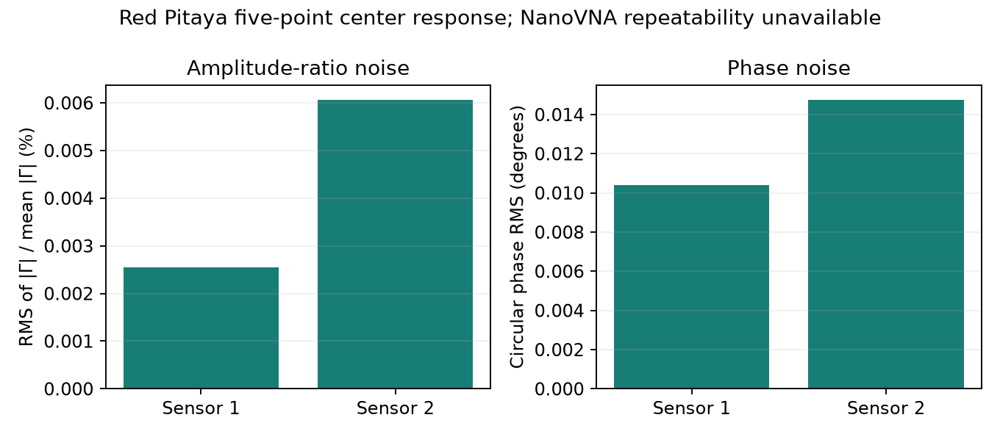 Red Pitaya five-point center response; NanoVNA repeatability unavailable
Amplitude-ratio noise
RMS of |Γ| / mean |Γ| (%)
0.006
0.005
0.004
0.003
0.002
0.001
0.000
Sensor 1
Sensor 2
Phase noise
Circular phase RMS (degrees)
0.014
0.012
0.010
0.008
0.006
0.004
0.002
0.000
Sensor 1
Sensor 2